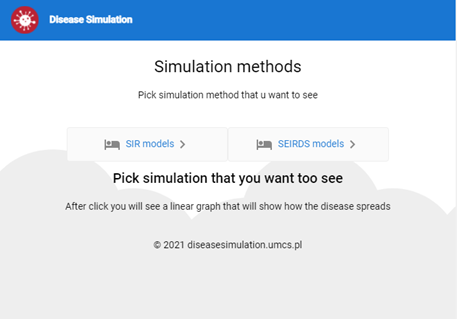 Disease Simulation
Simulation methods
Pick simulation method that u want to see
SIR models
SEIRDS models
Pick simulation that you want too see
After click you will see a linear graph that will show how the disease spreads
© 2021 diseasesimulation.umcs.pl